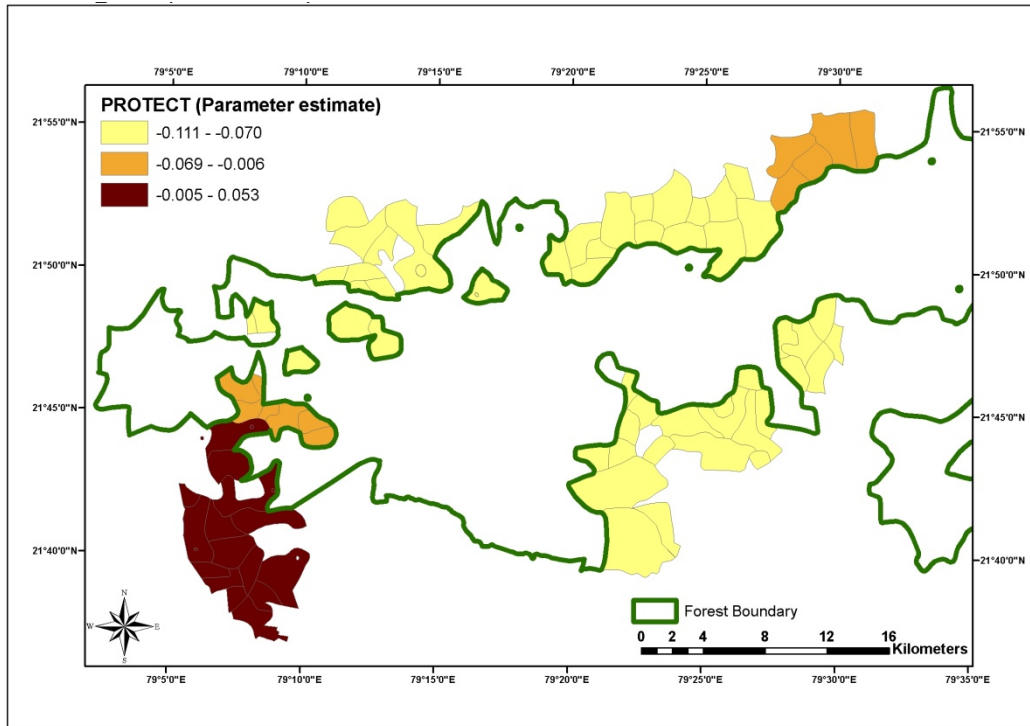 79°5'0"E 79°10'0"E 79°15'0"E 79°20'0"E 79°25'0"E 79°30'0"E
PROTECT (Parameter estimate)
-0.111 - -0.070
-0.069 - -0.006
-0.005 - 0.053
21°55'0"N 21°55'0"N
21°50'0"N 21°50'0"N
21°45'0"N 21°45'0"N
21°40'0"N 21°40'0"N
N
W E
S
Forest Boundary
0 2 4 8 12 16
Kilometers
79°5'0"E 79°10'0"E 79°15'0"E 79°20'0"E 79°25'0"E 79°30'0"E 79°35'0"E